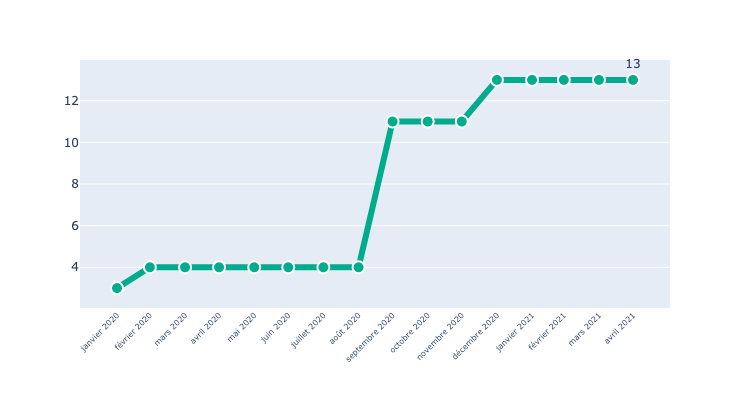 13
12
10
8
6
4
janvier 2020
février 2020
mars 2020
avril 2020
mai 2020
juin 2020
juillet 2020
août 2020
septembre 2020
octobre 2020
novembre 2020
décembre 2020
janvier 2021
février 2021
mars 2021
avril 2021